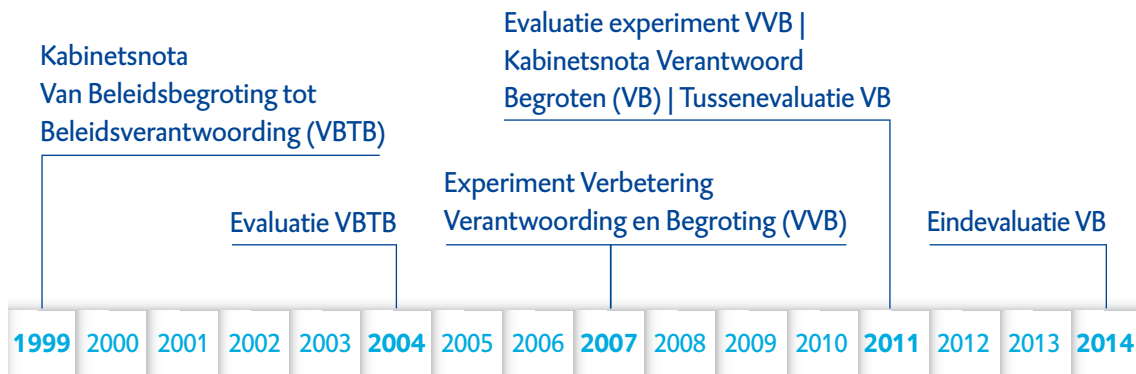 Kabinetsnota
Van Beleidsbegroting tot
Beleidsverantwoording (VBTB)
Evaluatie VBTB
Experiment Verbetering
Verantwoording en Begroting (VVB)
Evaluatie experiment VVB |
Kabinetsnota Verantwoord
Begroten (VB) | Tussenevaluatie VB
Eindevaluatie VB
1999 2000 2001 2002 2003 2004 2005 2006 2007 2008 2009 2010 2011 2012 2013 2014